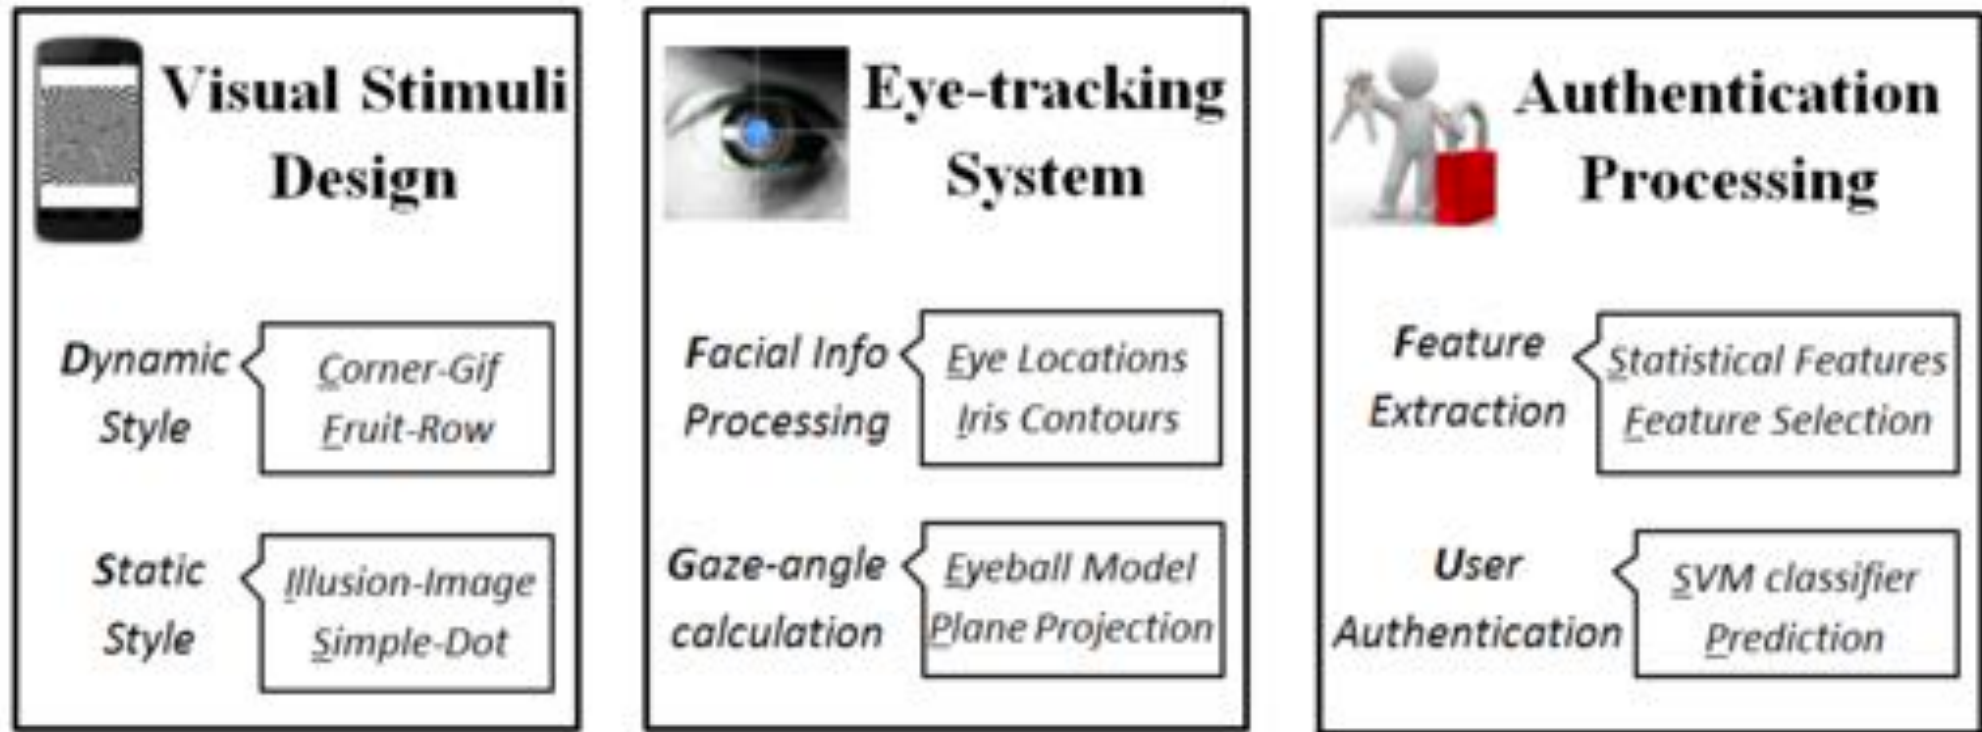 Visual Stimuli
Design
Dynamic
Style
Corner-Gif
Fruit-Row
Static
Style
Illusion-Image
Simple-Dot
Eye-tracking
System
Facial Info
Processing
Eye Locations
Iris Contours
Gaze-angle
calculation
Eyeball Model
Plane Projection
Authentication
Processing
Feature
Extraction
Statistical Features
Feature Selection
User
Authentication
SVM classifier
Prediction